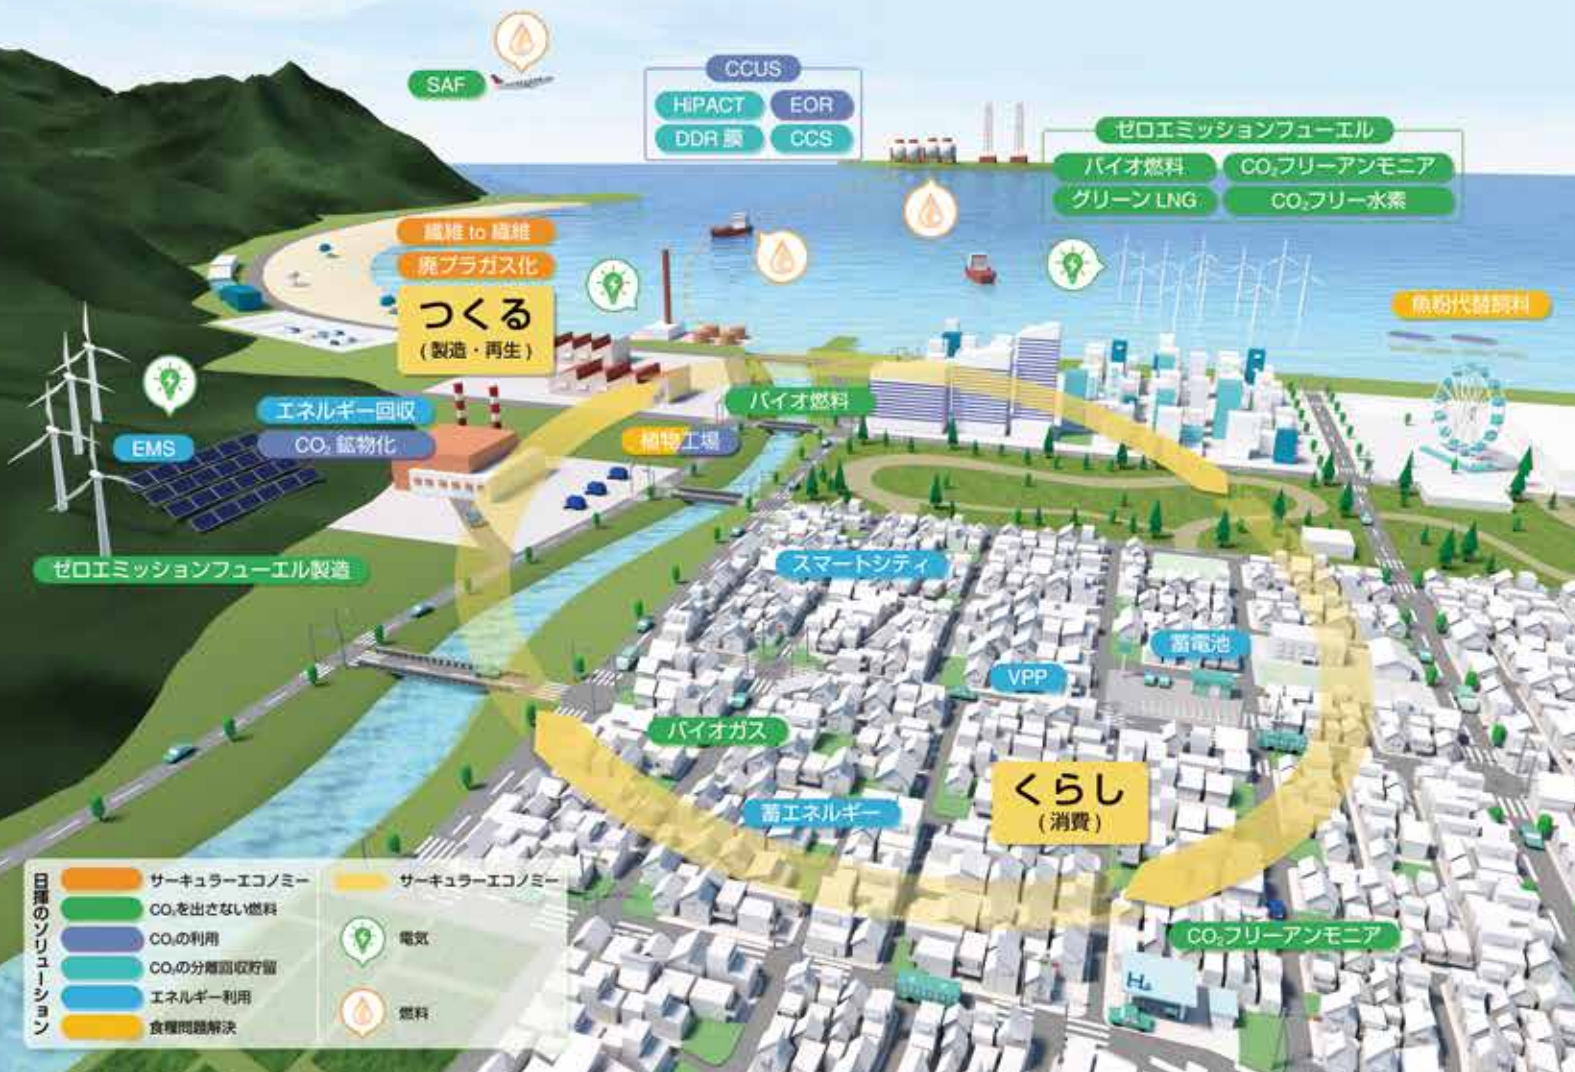 SAF
CCUS
HiPACT
EOR
DDR 膜
CCS
ゼロエミッションフューエル
バイオ燃料
CO₂フリーアンモニア
グリーン LNG
CO₂フリー水素
繊維 to 繊維
廃プラガス化
つくる
(製造・再生)
魚粉代替飼料
エネルギー回収
CO₂ 鉱物化
EMS
バイオ燃料
植物工場
ゼロエミッションフューエル製造
スマートシティ
蓄電池
VPP
バイオガス
蓄エネルギー
くらし
(消費)
CO₂フリーアンモニア
H₂
日揮のソリューション
サーキュラーエコノミー
CO₂を出さない燃料
CO₂の利用
CO₂の分離回収貯留
エネルギー利用
食糧問題解決
サーキュラーエコノミー
電気
燃料